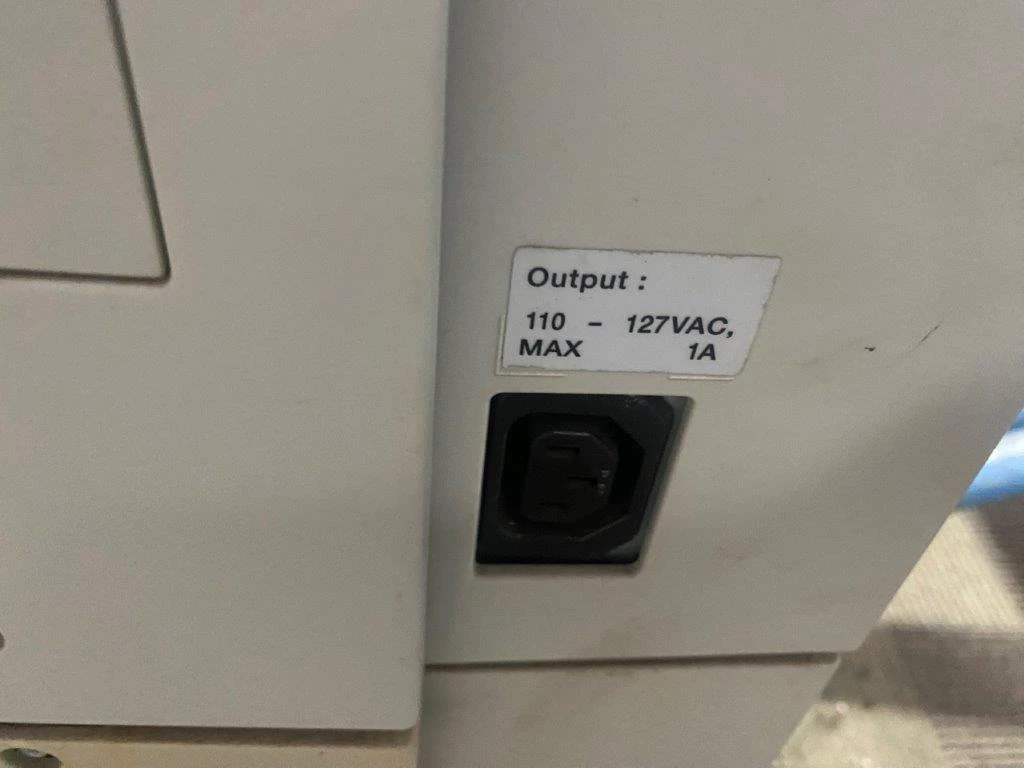 Output :
110 – 127VAC,
MAX 1A